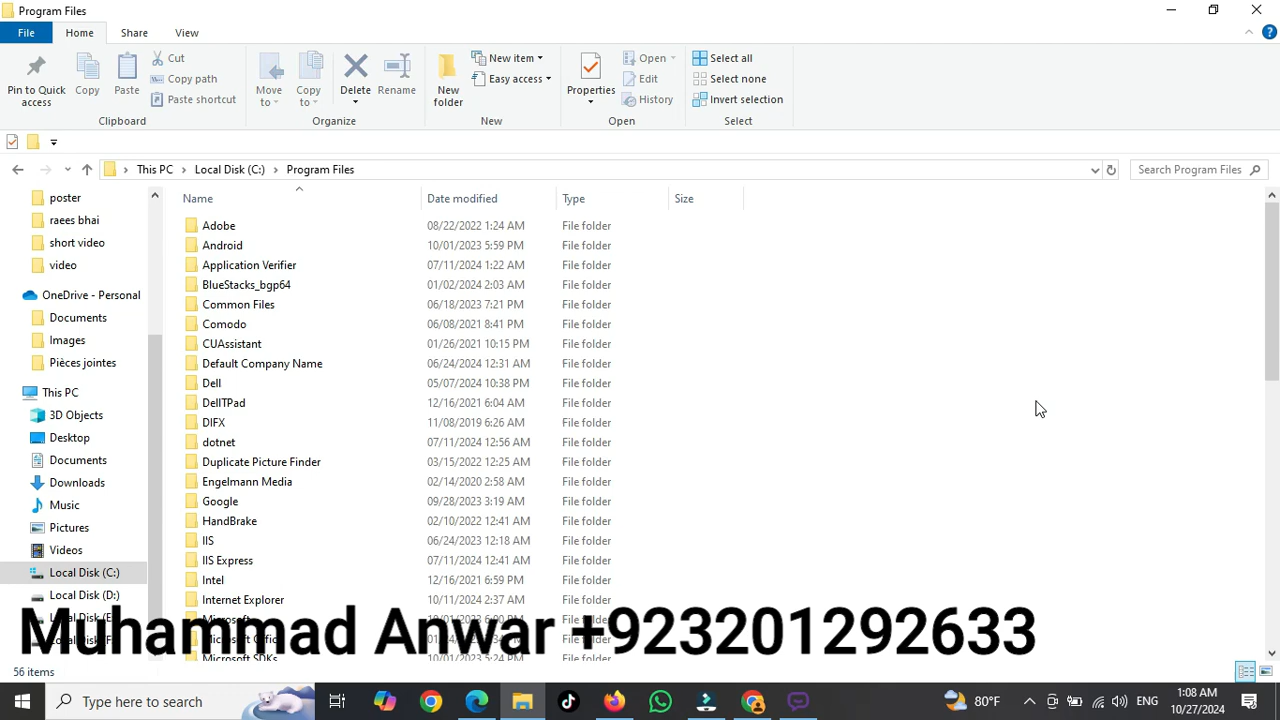 Program Files
File Home Share View
Pin to Quick access
Copy
Paste
Cut
Copy path
Paste shortcut
Clipboard
Move to
Copy to
Delete
Rename
Organize
New folder
New item
Easy access
New
Properties
Open
Edit
History
Open
Select all
Select none
Invert selection
Select
This PC > Local Disk (C:) > Program Files
Search Program Files
poster
raees bhai
short video
video
OneDrive - Personal
Documents
Images
Pièces jointes
This PC
3D Objects
Desktop
Documents
Downloads
Music
Pictures
Videos
Local Disk (C:)
Local Disk (D:)
Name Date modified Type Size
Adobe 08/22/2022 1:24 AM File folder
Android 10/01/2023 5:59 PM File folder
Application Verifier 07/11/2024 1:22 AM File folder
BlueStacks_bgp64 01/02/2024 2:03 AM File folder
Common Files 06/18/2023 7:21 PM File folder
Comodo 06/08/2021 8:41 PM File folder
CUAssistant 01/26/2021 10:15 PM File folder
Default Company Name 06/24/2024 12:31 AM File folder
Dell 05/07/2024 10:38 PM File folder
DellTPad 12/16/2021 6:04 AM File folder
DIFX 11/08/2019 6:26 AM File folder
dotnet 07/11/2024 12:56 AM File folder
Duplicate Picture Finder 03/15/2022 12:25 AM File folder
Engelmann Media 02/14/2020 2:58 AM File folder
Google 09/28/2023 3:19 AM File folder
HandBrake 02/10/2022 12:41 AM File folder
IIS 06/24/2023 12:18 AM File folder
IIS Express 07/11/2024 12:41 AM File folder
Intel 12/16/2021 6:59 PM File folder
Internet Explorer 10/11/2024 2:37 AM File folder
Muhammad Anwar +923201292633
56 items
Type here to search
80°F
ENG
1:08 AM
10/27/2024